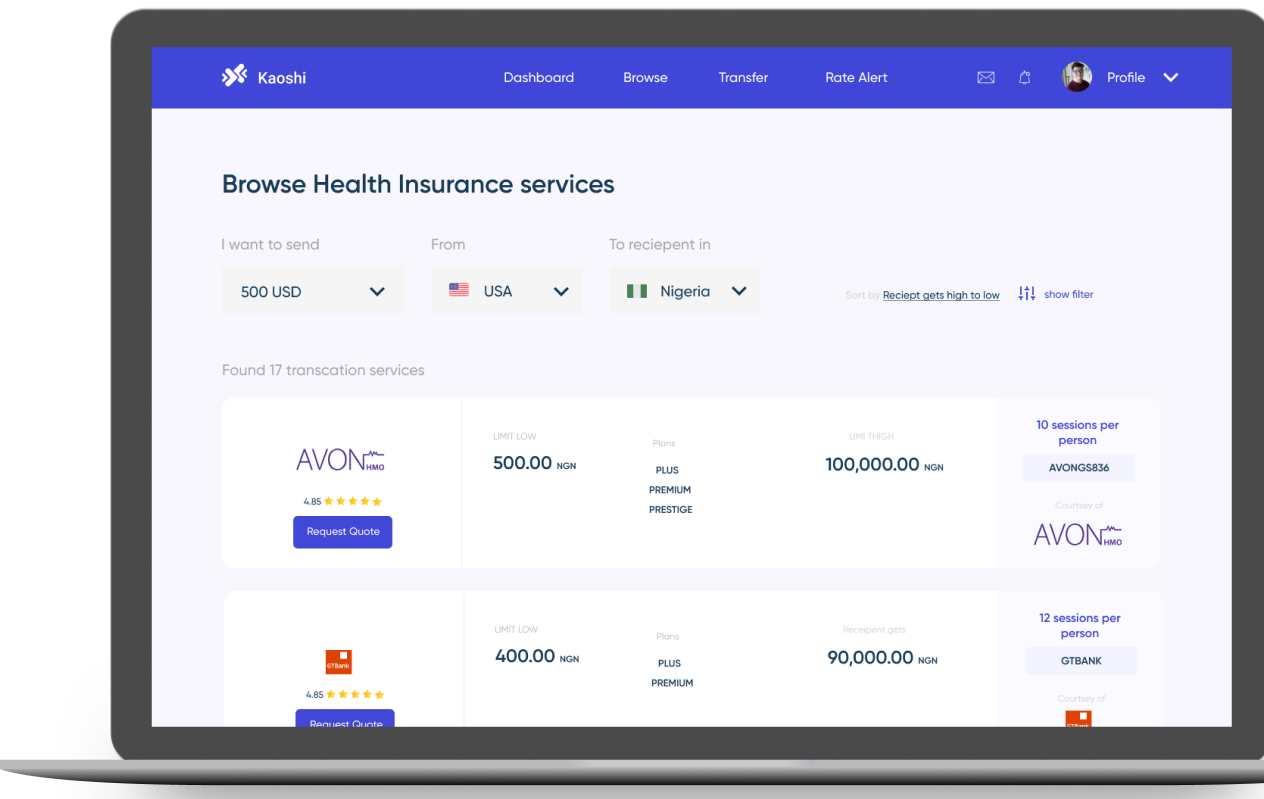 Kaoshi
Dashboard
Browse
Transfer
Rate Alert
Profile
Browse Health Insurance services
I want to send
From
To reciepent in
500 USD
USA
Nigeria
Sort by Reciept gets high to low
show filter
Found 17 transcation services
AVON HMO
4.85
Request Quote
LIMIT LOW
500.00 NGN
Plans
PLUS
PREMIUM
PRESTIGE
LIMI THIGH
100,000.00 NGN
10 sessions per
person
AVONGS836
Courtsey of
AVON HMO
GTBank
4.85
Request Quote
LIMIT LOW
400.00 NGN
Plans
PLUS
PREMIUM
Receipent gets
90,000.00 NGN
12 sessions per
person
GTBANK
Courtsey of
GTBank